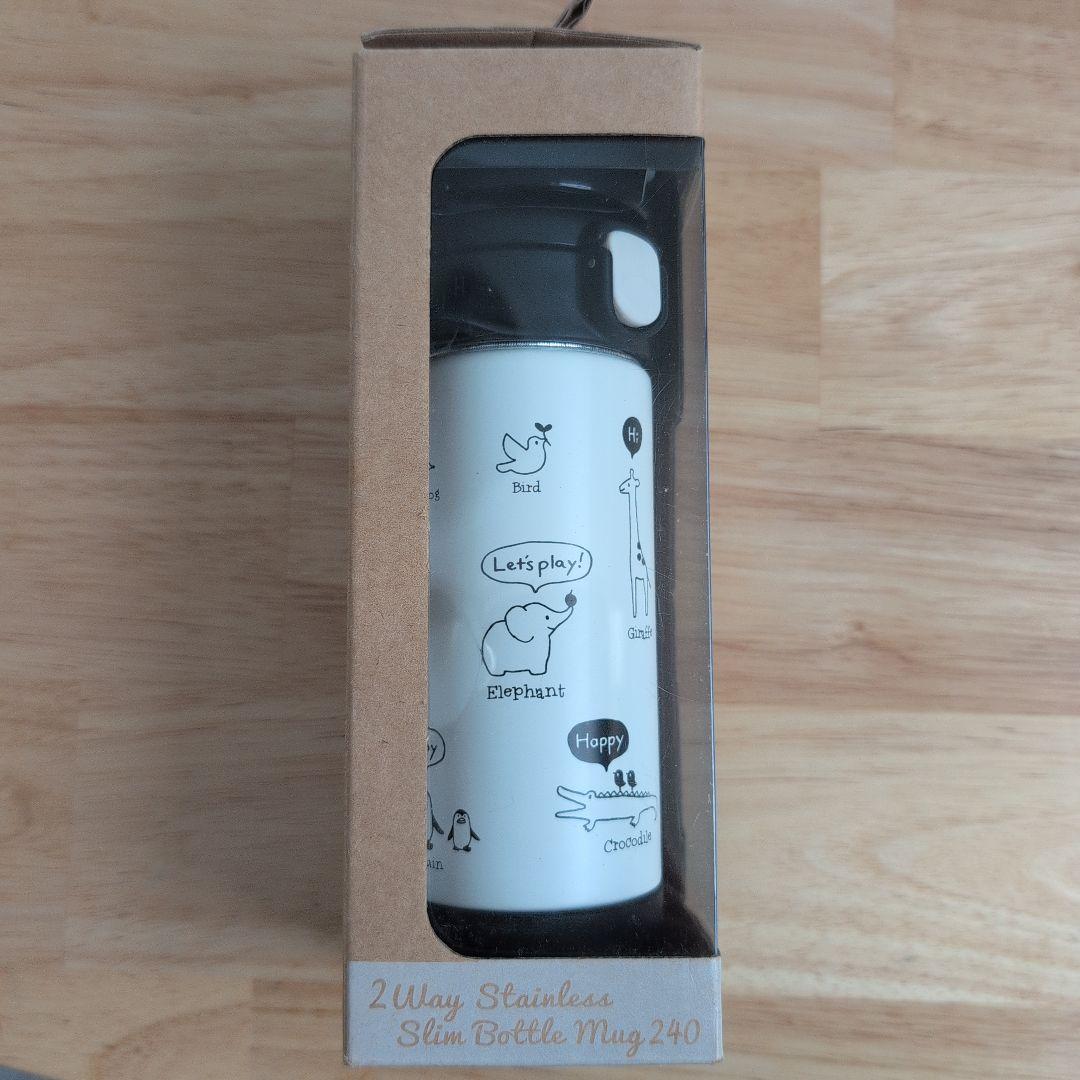 Hi
Bird
Let's play!
Elephant
Happy
Crocodile
2 Way Stainless
Slim Bottle Mug 240